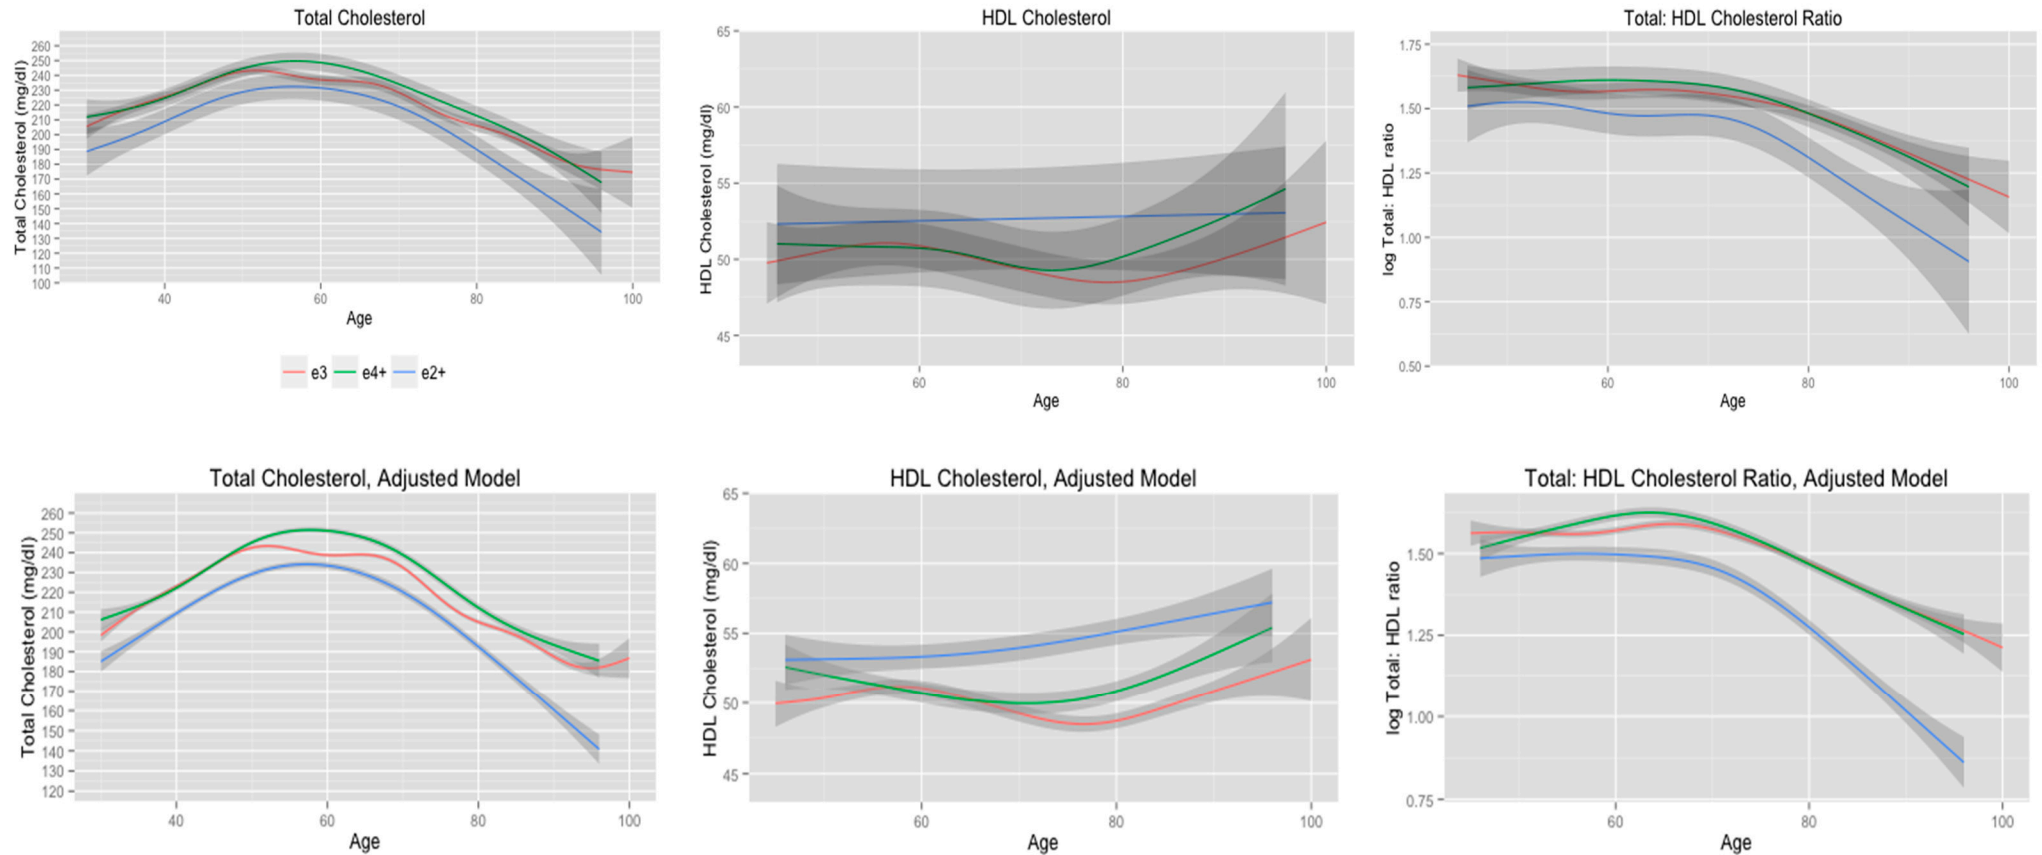 Total Cholesterol
260
250
240
230
220
210
200
190
180
170
160
150
140
130
120
110
100
Total Cholesterol (mg/dl)
40 60 80 100
Age
e3 e4+ e2+
HDL Cholesterol
65
60
55
50
45
HDL Cholesterol (mg/dl)
60 80 100
Age
Total: HDL Cholesterol Ratio
1.75
1.50
1.25
1.00
0.75
0.50
log Total: HDL ratio
60 80 100
Age
Total Cholesterol, Adjusted Model
260
250
240
230
220
210
200
190
180
170
160
150
140
130
120
Total Cholesterol (mg/dl)
40 60 80 100
Age
HDL Cholesterol, Adjusted Model
65
60
55
50
45
HDL Cholesterol (mg/dl)
60 80 100
Age
Total: HDL Cholesterol Ratio, Adjusted Model
1.50
1.25
1.00
0.75
log Total: HDL ratio
60 80 100
Age